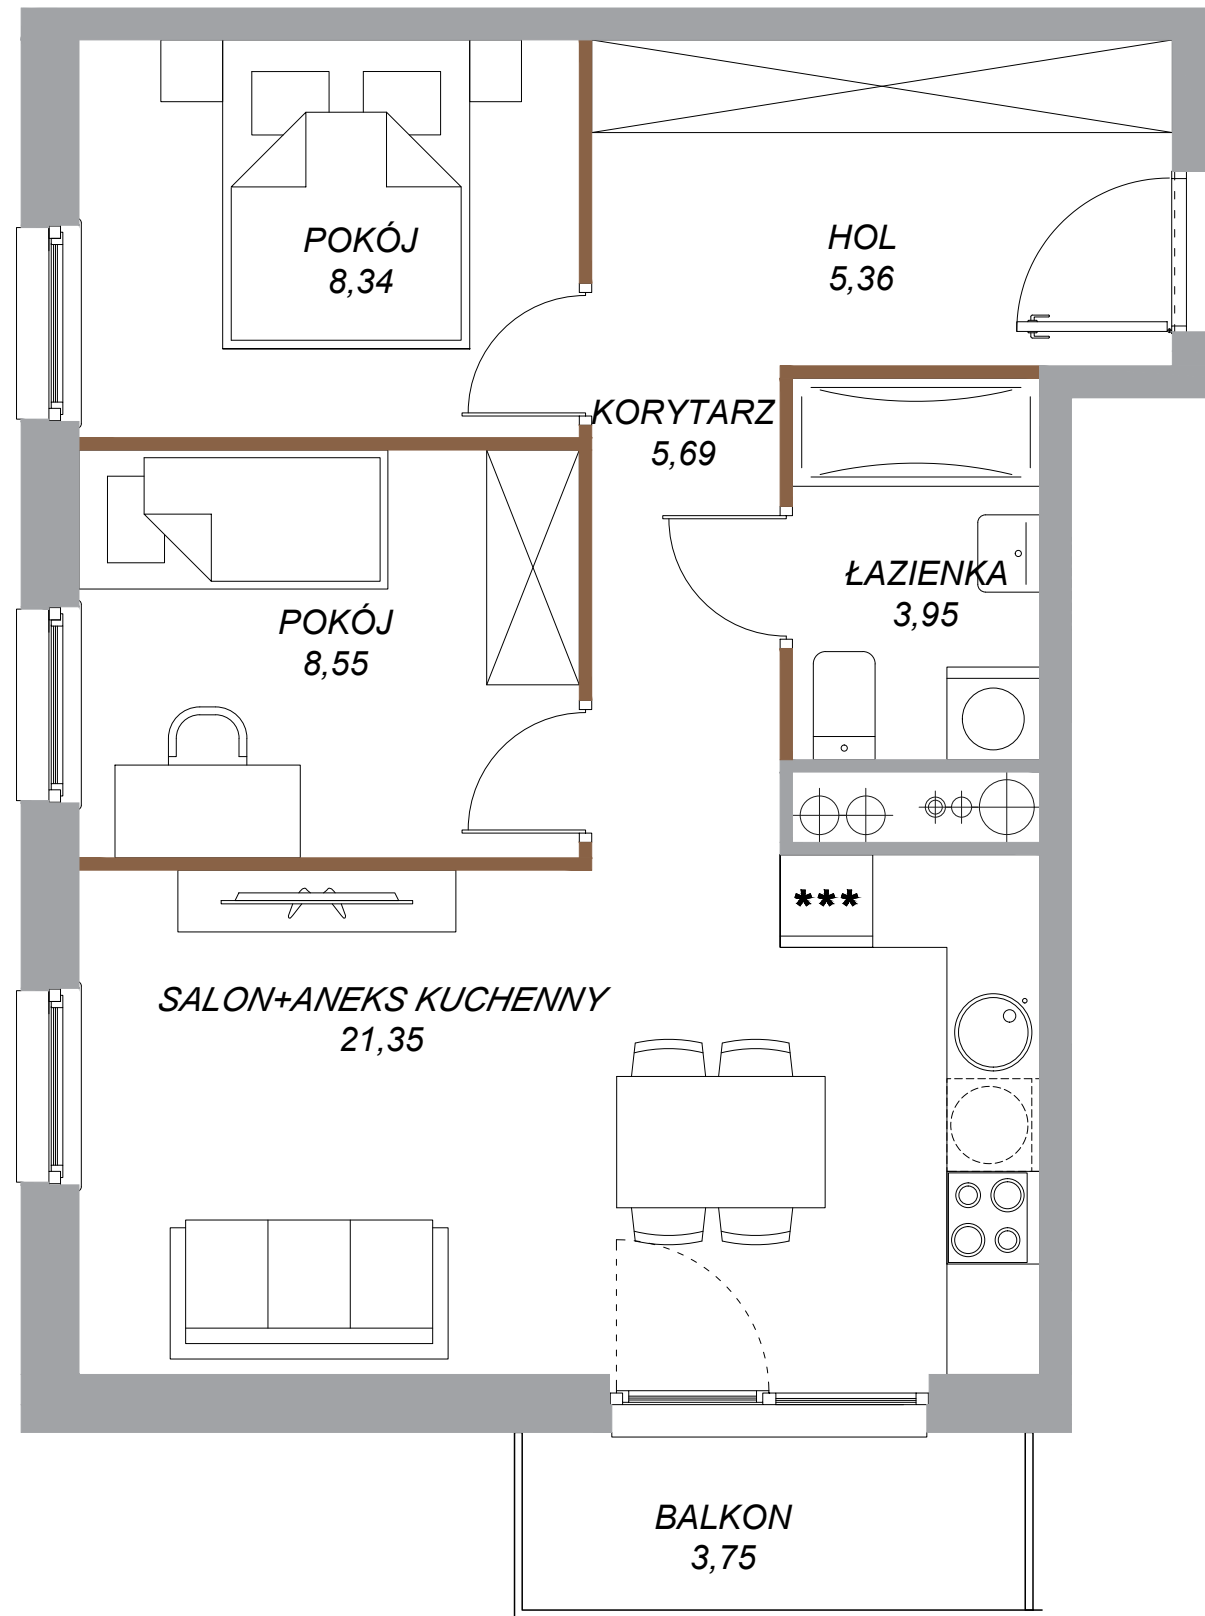 POKÓJ
8,34
HOL
5,36
KORYTARZ
5,69
ŁAZIENKA
3,95
POKÓJ
8,55
***
SALON+ANEKS KUCHENNY
21,35
BALKON
3,75